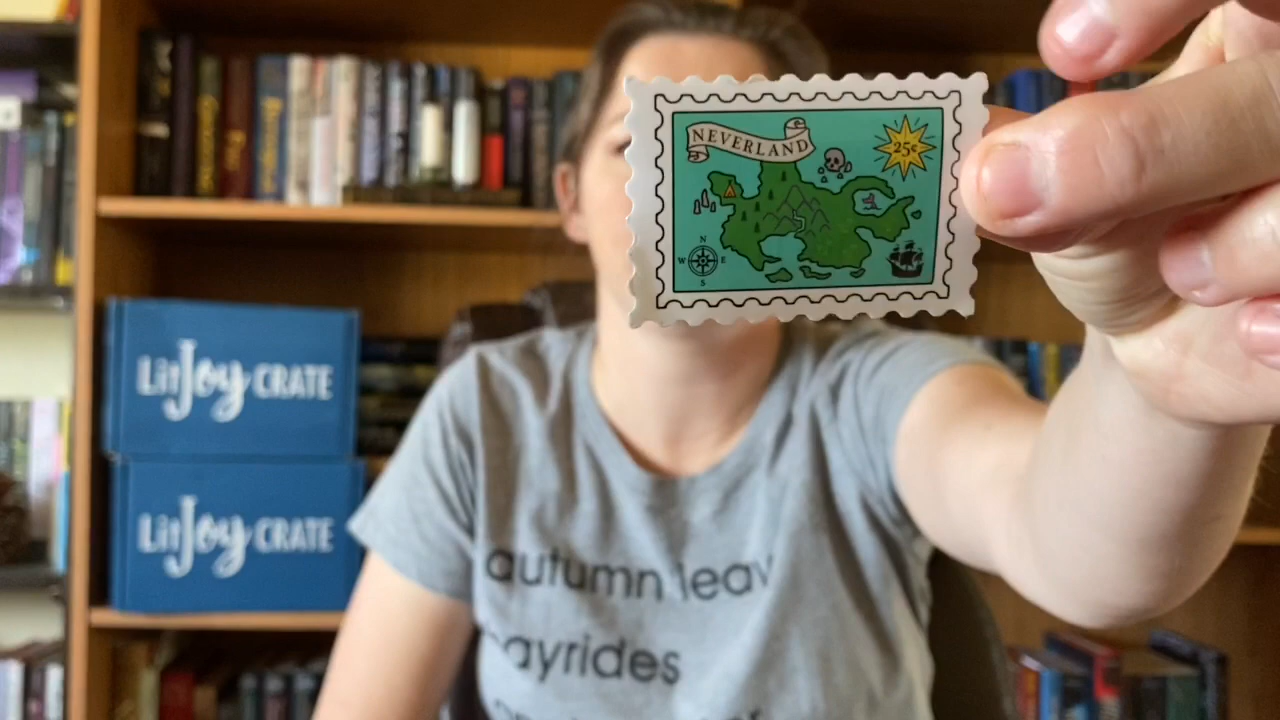 NEVERLAND
25¢
N
W E
S
LitJoy CRATE
LitJoy CRATE
autumn leav
ayrides